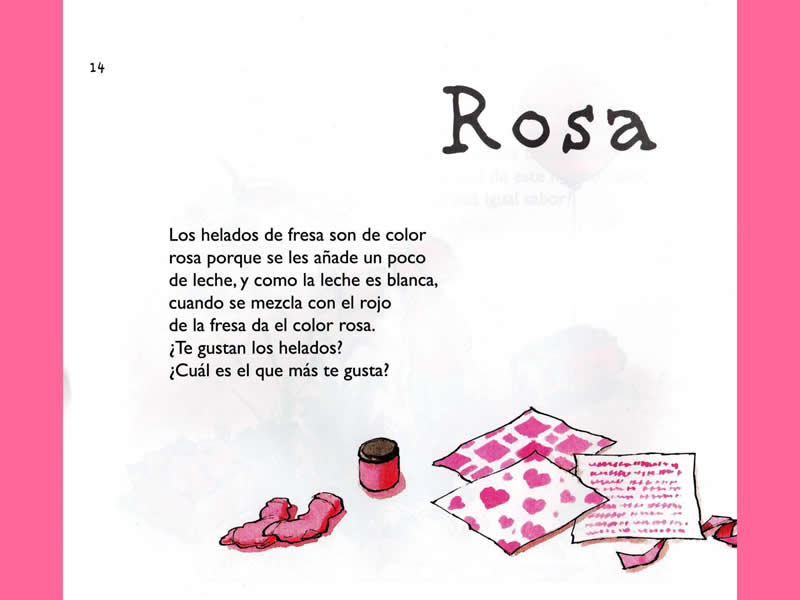 14
Rosa
Los helados de fresa son de color
rosa porque se les añade un poco
de leche, y como la leche es blanca,
cuando se mezcla con el rojo
de la fresa da el color rosa.
¿Te gustan los helados?
¿Cuál es el que más te gusta?